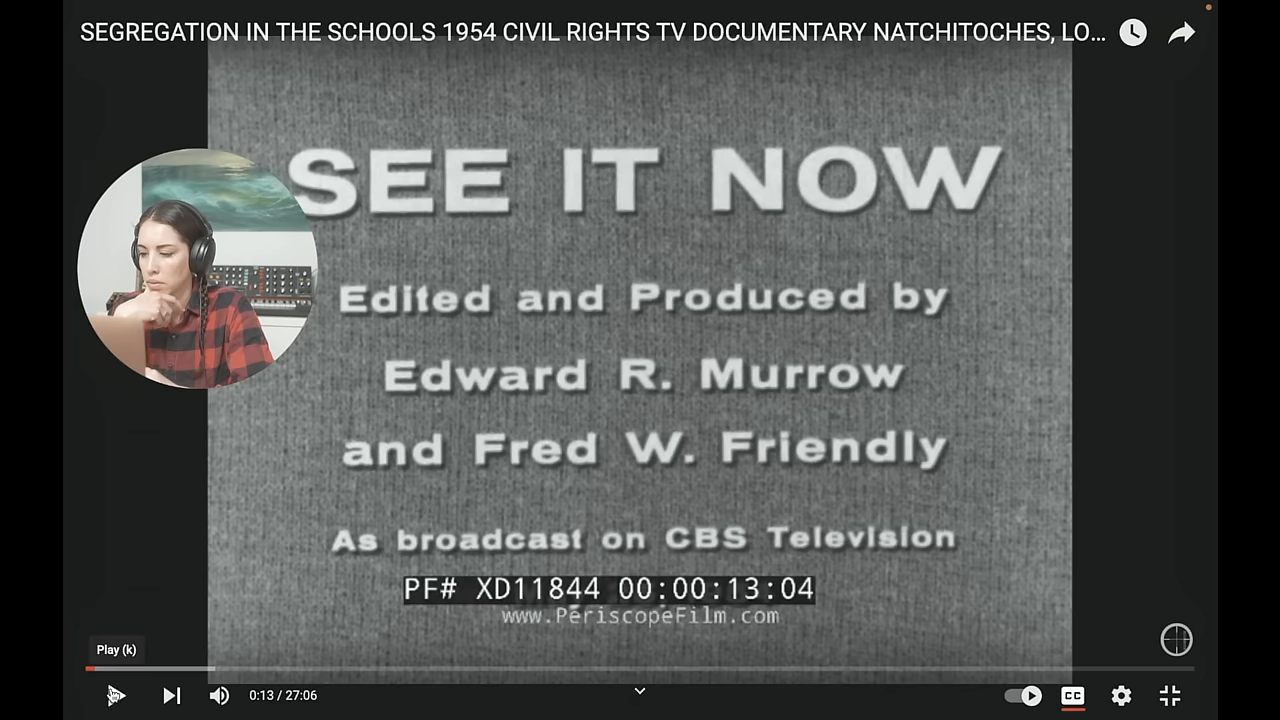 SEGREGATION IN THE SCHOOLS 1954 CIVIL RIGHTS TV DOCUMENTARY NATCHITOCHES, LO...
SEE IT NOW
Edited and Produced by
Edward R. Murrow
and Fred W. Friendly
As broadcast on CBS Television
PF# XD11844 00:00:13:04
www.PeriscopeFilm.com
Play (k)
0:13 / 27:06
CC